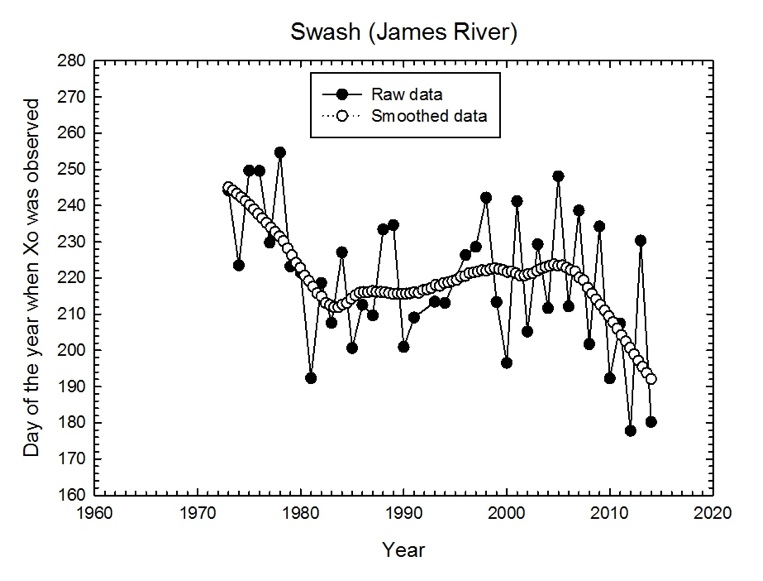 Swash (James River)
Raw data
Smoothed data
Day of the year when Xo was observed
280
270
260
250
240
230
220
210
200
190
180
170
160
1960 1970 1980 1990 2000 2010 2020
Year